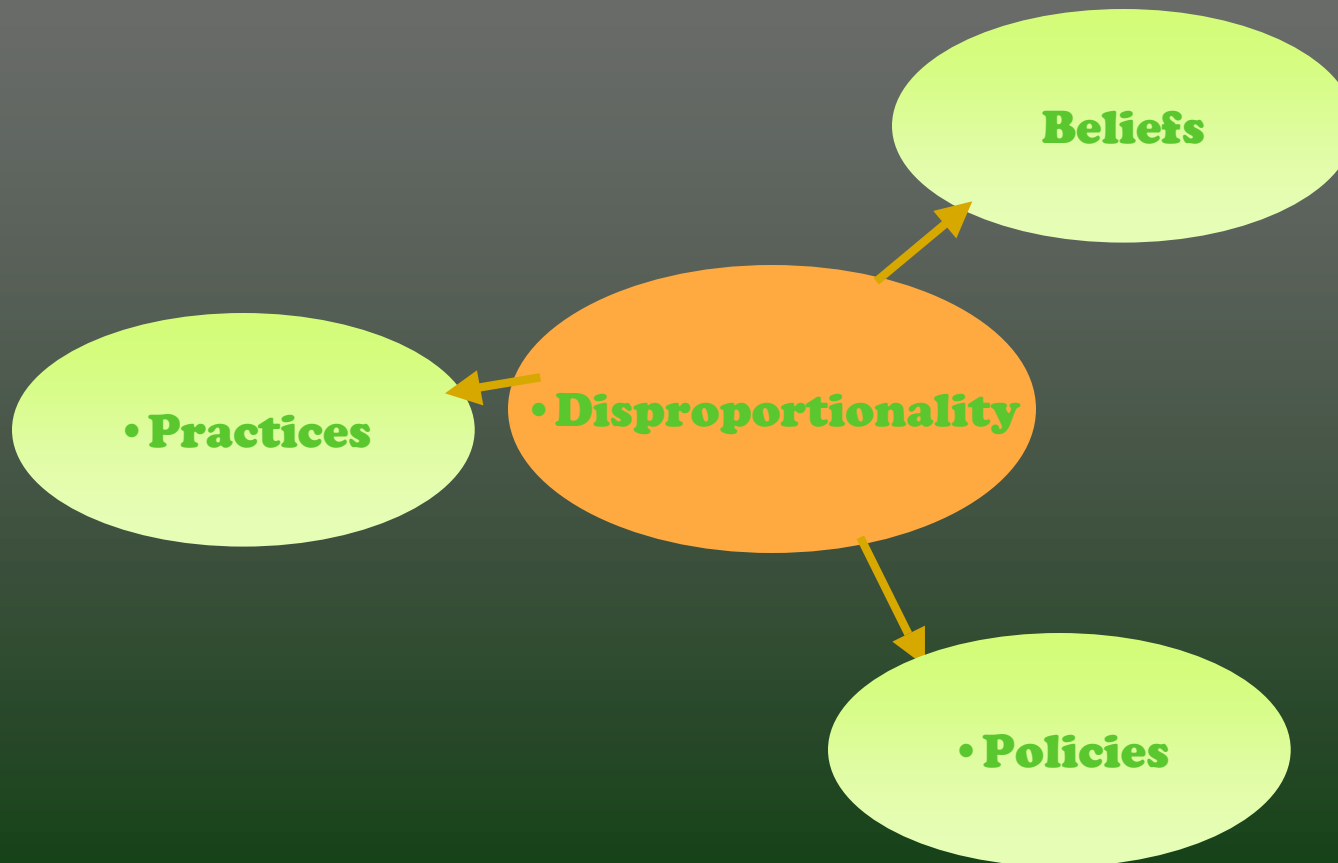 Beliefs
• Disproportionality
• Practices
• Policies